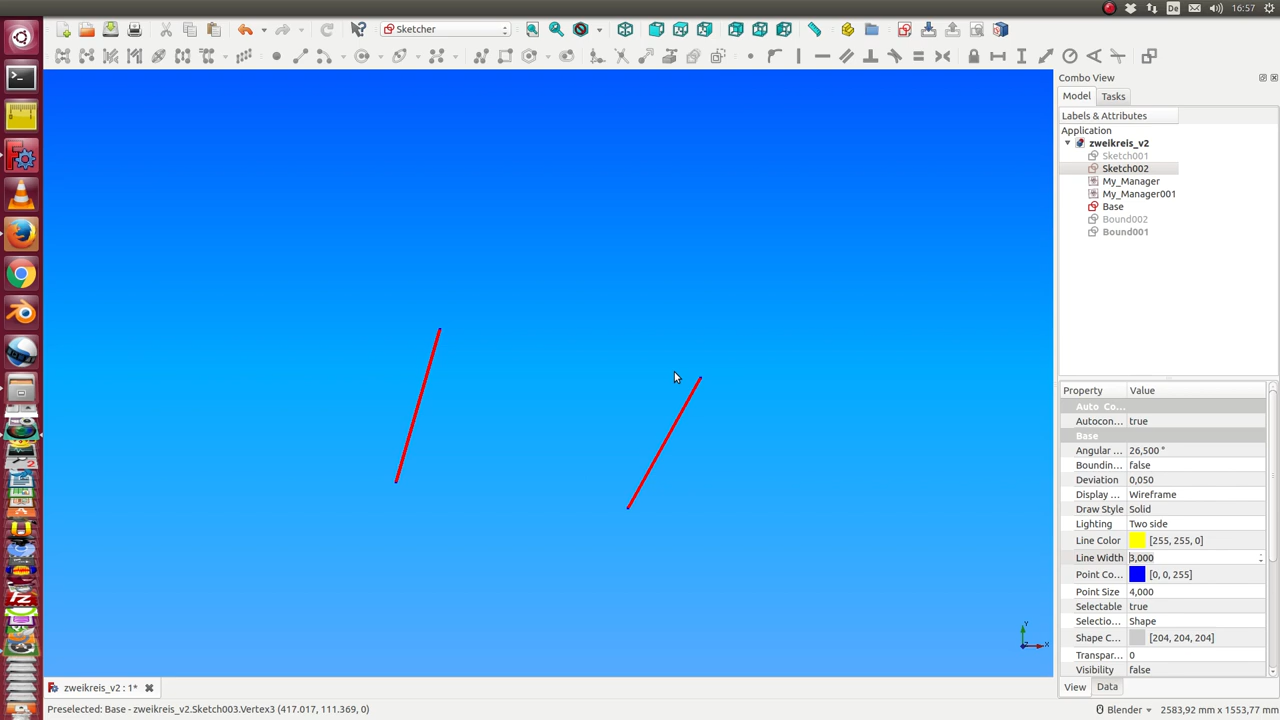 De
16:57
Sketcher
Combo View
Model
Tasks
Labels & Attributes
Application
zweikreis_v2
Sketch001
Sketch002
My_Manager
My_Manager001
Base
Bound002
Bound001
Property Value
Auto Co...
Autocon... true
Base
Angular ... 26,500 °
Boundin... false
Deviation 0,050
Display ... Wireframe
Draw Style Solid
Lighting Two side
Line Color [255, 255, 0]
Line Width 3,000
Point Co... [0, 0, 255]
Point Size 4,000
Selectable true
Selectio... Shape
Shape C... [204, 204, 204]
Transpar... 0
Visibility false
Y
Z
X
View
Data
zweikreis_v2 : 1*
Preselected: Base - zweikreis_v2.Sketch003.Vertex3 (417.017, 111.369, 0)
Blender
2583,92 mm x 1553,77 mm